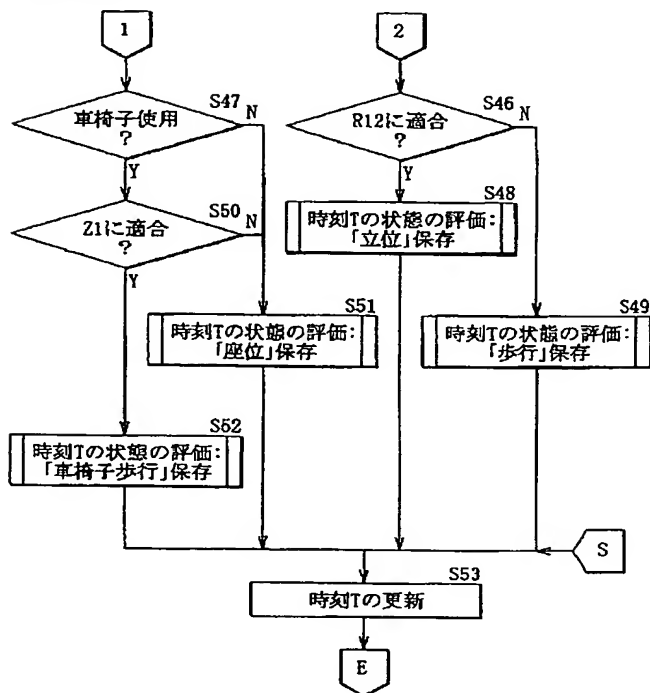 1
2
S47
車椅子使用
?
N
Y
S46
R12に適合
?
N
Y
S50
Z1に適合
?
N
Y
S48
時刻Tの状態の評価:
「立位」保存
S51
時刻Tの状態の評価:
「座位」保存
S49
時刻Tの状態の評価:
「歩行」保存
S52
時刻Tの状態の評価:
「車椅子歩行」保存
S
S53
時刻Tの更新
E